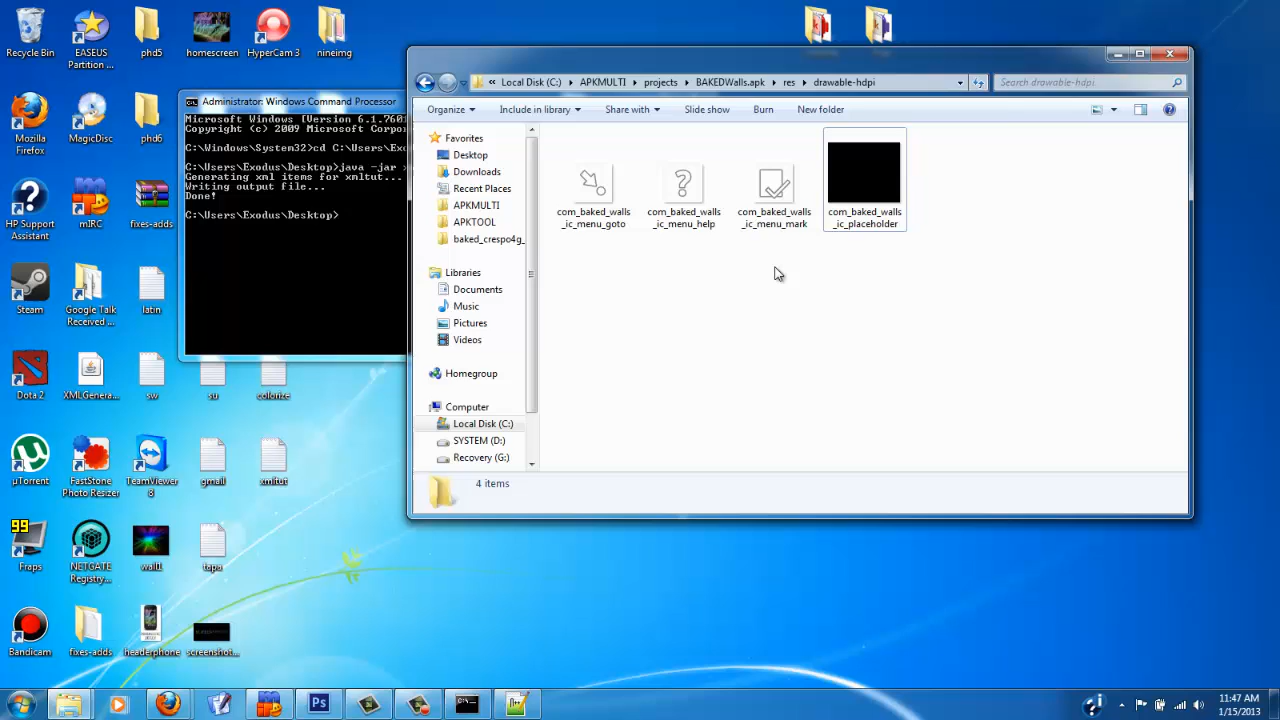 Recycle Bin
EASEUS
Partition ...
phd5
homescreen
HyperCam 3
nineimg
Mozilla
Firefox
MagicDisc
phd6
HP Support
Assistant
mIRC
fixes-adds
Steam
Google Talk
Received ...
latin
Dota 2
XMLGenera...
sw
su
colorize
µTorrent
FastStone
Photo Resizer
TeamViewer
8
gmail
xmltut
99
Fraps
NETGATE
Registry...
wall1
tapa
Bandicam
fixes-adds
headerphone
screenshot...
Administrator: Windows Command Processor
Microsoft Windows [Version 6.1.760
Copyright (c) 2009 Microsoft Corpo
C:\Windows\System32>cd C:\Users\Ex
C:\Users\Exodus\Desktop>java -jar
Generating xml items for xmltut...
Writing output file...
Done!
C:\Users\Exodus\Desktop>
« Local Disk (C:) APKMULTI projects BAKEDWalls.apk res drawable-hdpi
Search drawable-hdpi
Organize Include in library Share with Slide show Burn New folder
Favorites
Desktop
Downloads
Recent Places
APKMULTI
APKTOOL
baked_crespo4g_
Libraries
Documents
Music
Pictures
Videos
Homegroup
Computer
Local Disk (C:)
SYSTEM (D:)
Recovery (G:)
com_baked_walls
_ic_menu_goto
com_baked_walls
_ic_menu_help
com_baked_walls
_ic_menu_mark
com_baked_walls
_ic_placeholder
4 items
Ps
11:47 AM
1/15/2013